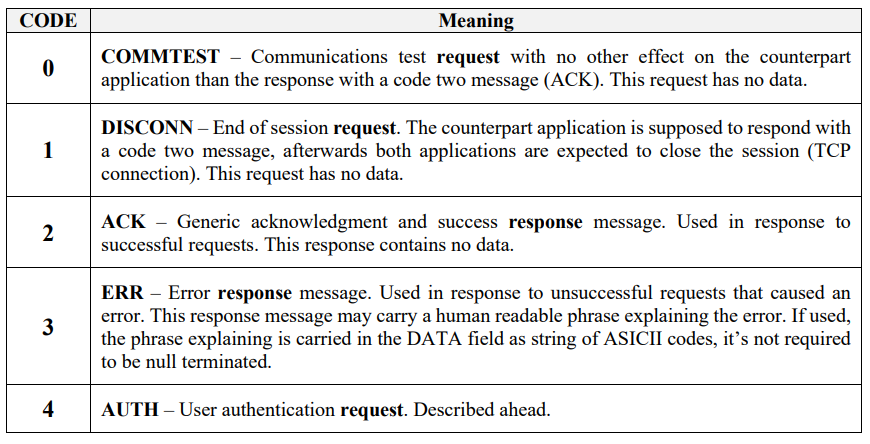 CODE Meaning
0
COMMTEST – Communications test request with no other effect on the counterpart
application than the response with a code two message (ACK). This request has no data.
1
DISCONN – End of session request. The counterpart application is supposed to respond with
a code two message, afterwards both applications are expected to close the session (TCP
connection). This request has no data.
2
ACK – Generic acknowledgment and success response message. Used in response to
successful requests. This response contains no data.
3
ERR – Error response message. Used in response to unsuccessful requests that caused an
error. This response message may carry a human readable phrase explaining the error. If used,
the phrase explaining is carried in the DATA field as string of ASICII codes, it’s not required
to be null terminated.
4
AUTH – User authentication request. Described ahead.